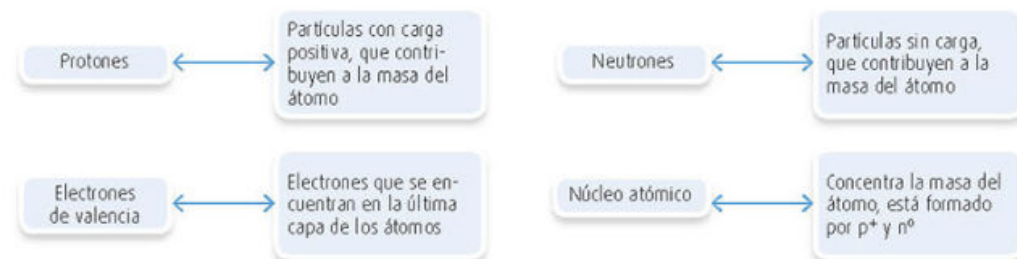 Protones
Partículas con carga
positiva, que contri-
buyen a la masa del
átomo
Neutrones
Partículas sin carga,
que contribuyen a la
masa del átomo
Electrones
de valencia
Electrones que se en-
cuentran en la última
capa de los átomos
Núcleo atómico
Concentra la masa del
átomo, está formado
por p⁺ y n⁰